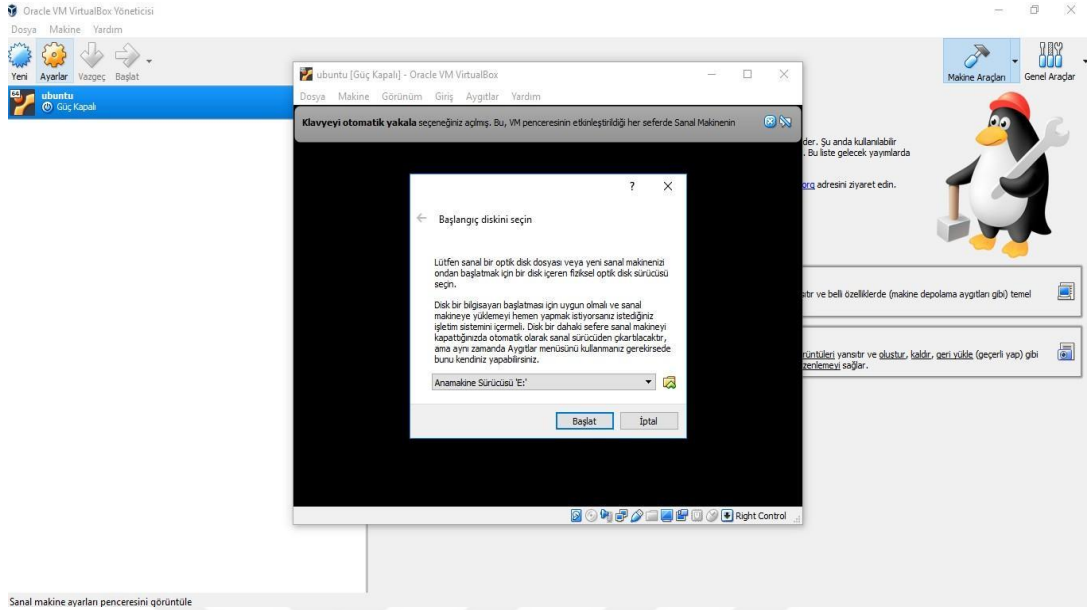 Oracle VM VirtualBox Yöneticisi
Dosya Makine Yardım
Yeni Ayarlar Vazgeç Başlat
Makine Araçları Genel Araçlar
64
ubuntu
Güç Kapalı
ubuntu [Güç Kapalı] - Oracle VM VirtualBox
Dosya Makine Görünüm Giriş Aygıtlar Yardım
Klavyeyi otomatik yakala seçeneğiniz açılmış. Bu, VM penceresinin etkinleştirildiği her seferde Sanal Makinenin
der. Şu anda kullanılabilir
. Bu liste gelecek yayımlarda
org adresini ziyaret edin.
?
Başlangıç diskini seçin
Lütfen sanal bir optik disk dosyası veya yeni sanal makinenizi
ondan başlatmak için bir disk içeren fiziksel optik disk sürücüsü
seçin.
Disk bir bilgisayarı başlatması için uygun olmalı ve sanal
makineye yüklemeyi hemen yapmak istiyorsanız istediğiniz
işletim sistemini içermeli. Disk bir dahaki sefere sanal makineyi
kapattığınızda otomatik olarak sanal sürücüden çıkartılacaktır,
ama aynı zamanda Aygıtlar menüsünü kullanmanız gerekirsede
bunu kendiniz yapabilirsiniz.
Anamakine Sürücüsü 'E:'
Başlat İptal
sıtır ve belli özelliklerde (makine depolama aygıtları gibi) temel
rüntüleri yansıtır ve oluştur, kaldır, geri yükle (geçerli yap) gibi
zenlemeyi sağlar.
Right Control
Sanal makine ayarları penceresini görüntüle